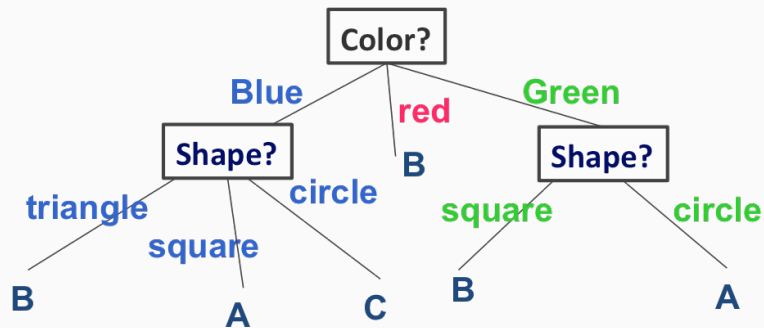 Color?
Blue
red
Green
Shape?
B
Shape?
triangle
square
circle
square
circle
B
A
C
B
A